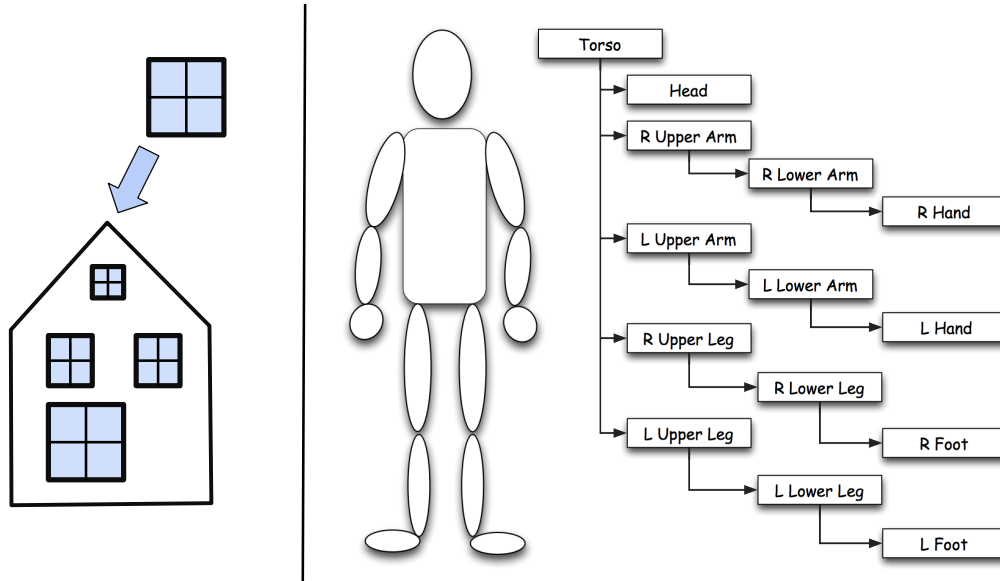 Torso
Head
R Upper Arm
R Lower Arm
R Hand
L Upper Arm
L Lower Arm
L Hand
R Upper Leg
R Lower Leg
R Foot
L Upper Leg
L Lower Leg
L Foot